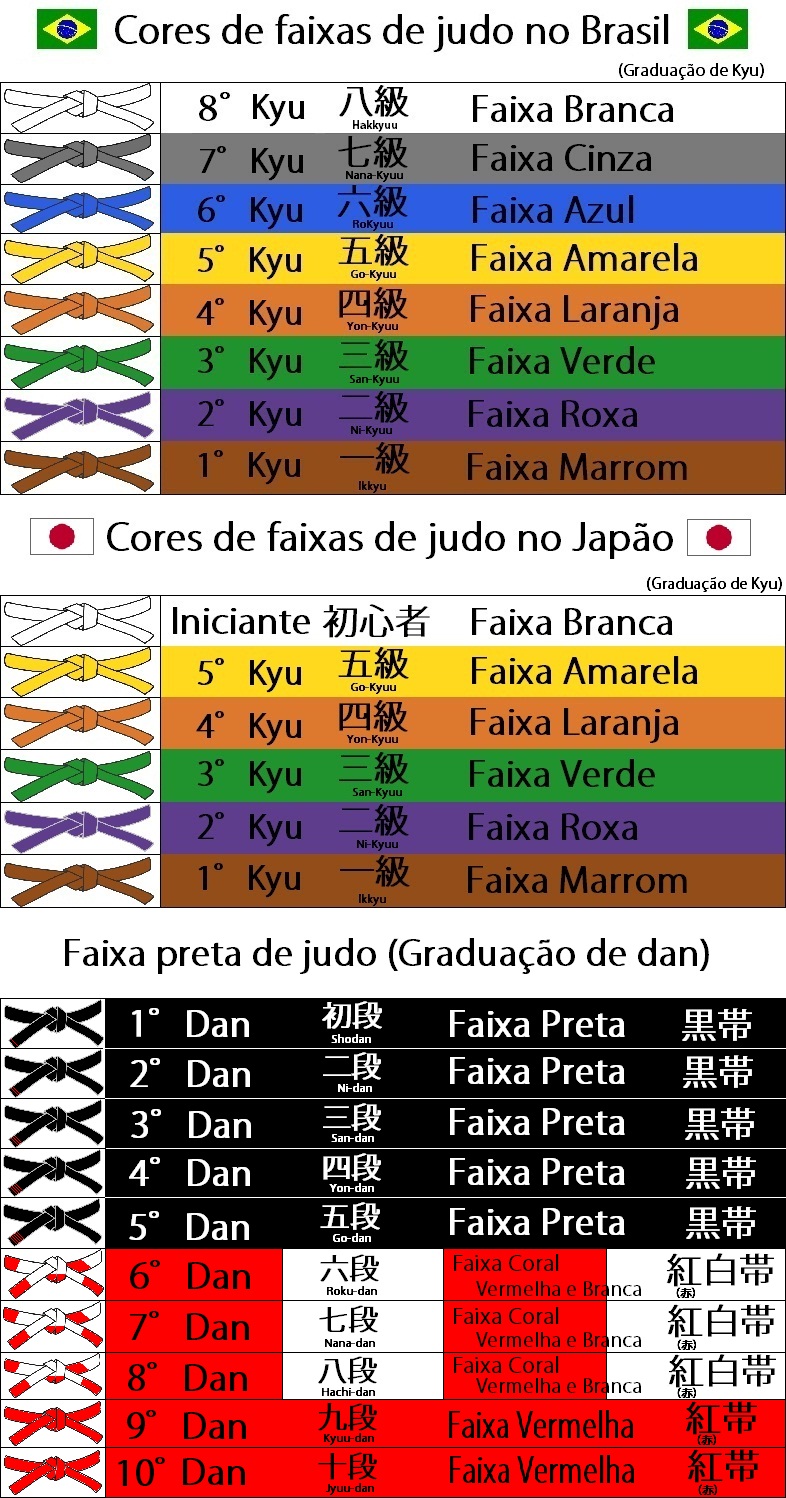 Cores de faixas de judo no Brasil
(Graduação de Kyu)
8° Kyu 八級 Faixa Branca
Hakkyuu
7° Kyu 七級 Faixa Cinza
Nana-Kyuu
6° Kyu 六級 Faixa Azul
RoKyuu
5° Kyu 五級 Faixa Amarela
Go-Kyuu
4° Kyu 四級 Faixa Laranja
Yon-Kyuu
3° Kyu 三級 Faixa Verde
San-Kyuu
2° Kyu 二級 Faixa Roxa
Ni-Kyuu
1° Kyu 一級 Faixa Marrom
Ikkyu
Cores de faixas de judo no Japão
(Graduação de Kyu)
Iniciante 初心者 Faixa Branca
5° Kyu 五級 Faixa Amarela
Go-Kyuu
4° Kyu 四級 Faixa Laranja
Yon-Kyuu
3° Kyu 三級 Faixa Verde
San-Kyuu
2° Kyu 二級 Faixa Roxa
Ni-Kyuu
1° Kyu 一級 Faixa Marrom
Ikkyu
Faixa preta de judo (Graduação de dan)
1° Dan 初段 Faixa Preta 黒帯
Shodan
2° Dan 二段 Faixa Preta 黒帯
Ni-dan
3° Dan 三段 Faixa Preta 黒帯
San-dan
4° Dan 四段 Faixa Preta 黒帯
Yon-dan
5° Dan 五段 Faixa Preta 黒帯
Go-dan
6° Dan 六段 Faixa Coral 紅白帯
Roku-dan Vermelha e Branca (赤)
7° Dan 七段 Faixa Coral 紅白帯
Nana-dan Vermelha e Branca (赤)
8° Dan 八段 Faixa Coral 紅白帯
Hachi-dan Vermelha e Branca (赤)
9° Dan 九段 Faixa Vermelha 紅帯
Kyuu-dan (赤)
10° Dan 十段 Faixa Vermelha 紅帯
Jyuu-dan (赤)